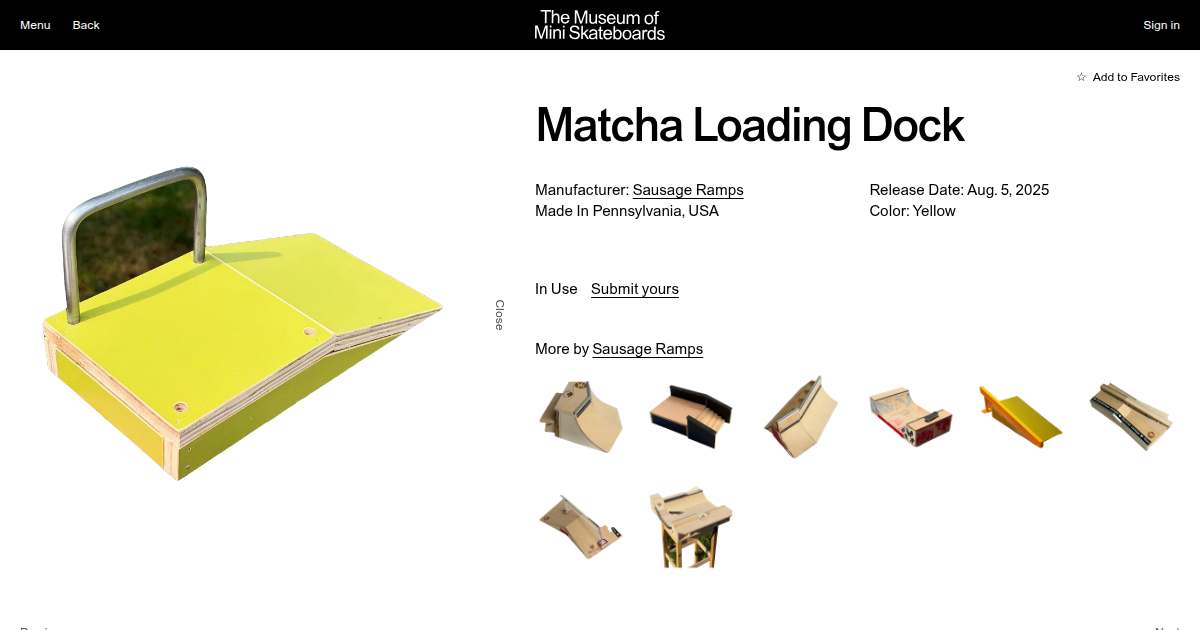 Menu
Back
The Museum of
Mini Skateboards
Sign in
☆ Add to Favorites
Matcha Loading Dock
Manufacturer: Sausage Ramps
Made In Pennsylvania, USA
Release Date: Aug. 5, 2025
Color: Yellow
Close
In Use Submit yours
More by Sausage Ramps